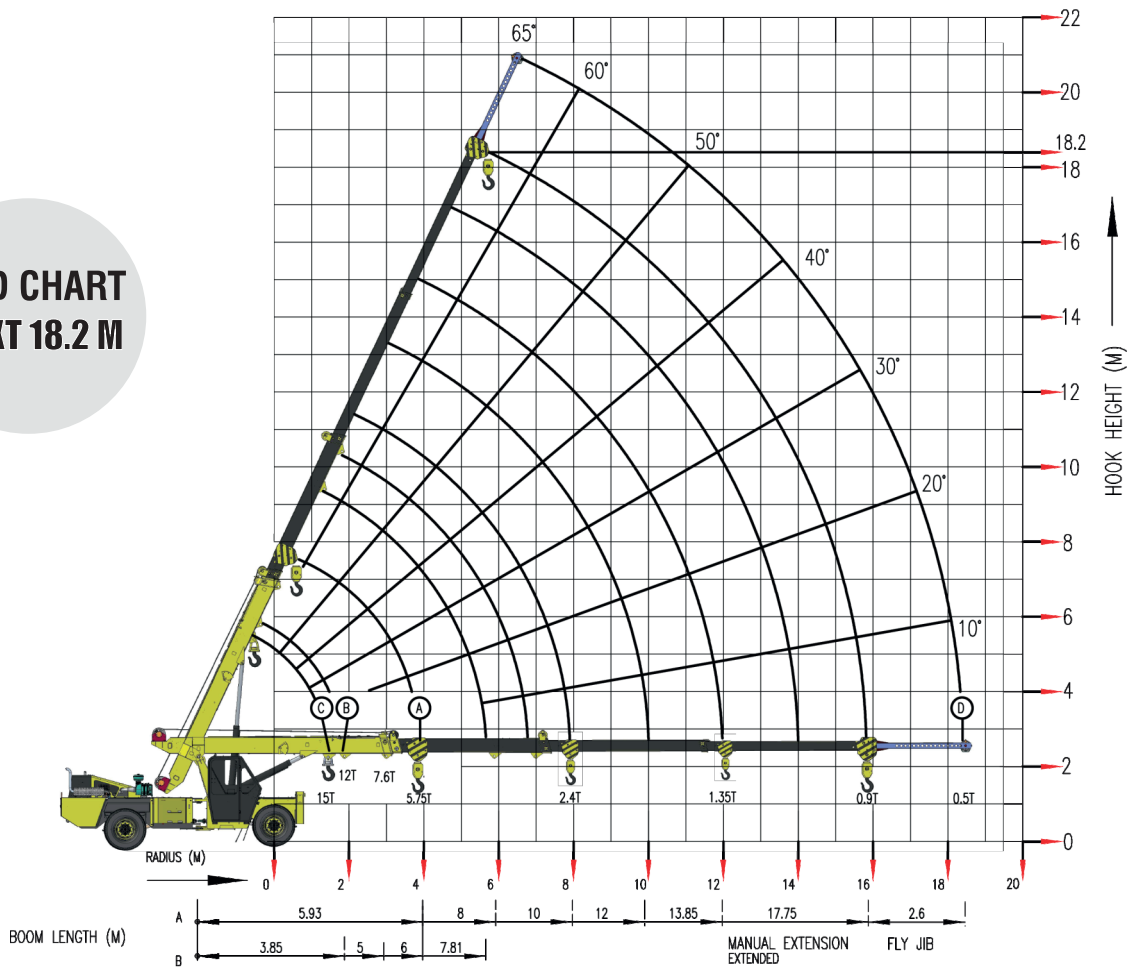 D CHART
XT 18.2 M
65°
60°
50°
40°
30°
20°
10°
22
20
18.2
18
16
14
12
10
8
6
4
2
0
HOOK HEIGHT (M)
C
B
A
D
15T
12T
7.6T
5.75T
2.4T
1.35T
0.9T
0.5T
RADIUS (M)
0 2 4 6 8 10 12 14 16 18 20
BOOM LENGTH (M)
A 5.93 8 10 12 13.85 17.75 2.6
B 3.85 5 6 7.81
MANUAL EXTENSION
EXTENDED
FLY JIB